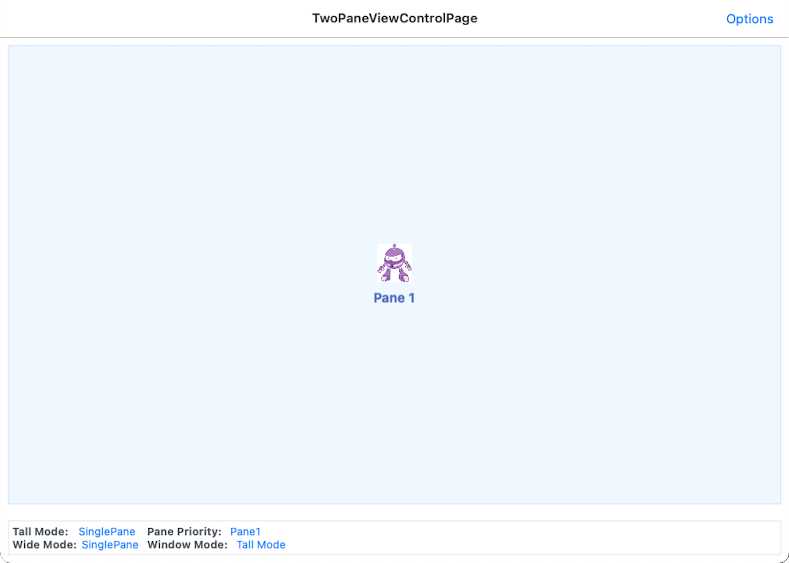 TwoPaneViewControlPage
Options
Pane 1
Tall Mode: SinglePane Pane Priority: Pane1
Wide Mode: SinglePane Window Mode: Tall Mode